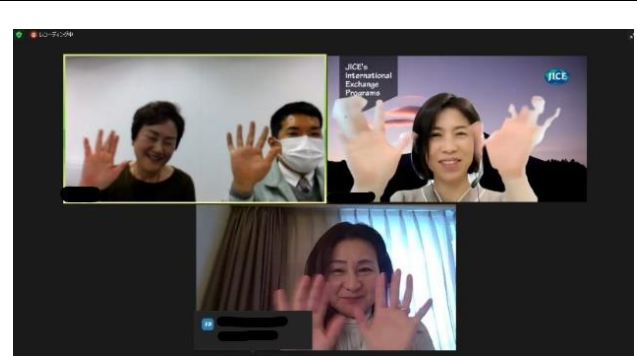 レコーディング中
JICE's
International
Exchange
Programs
JICE